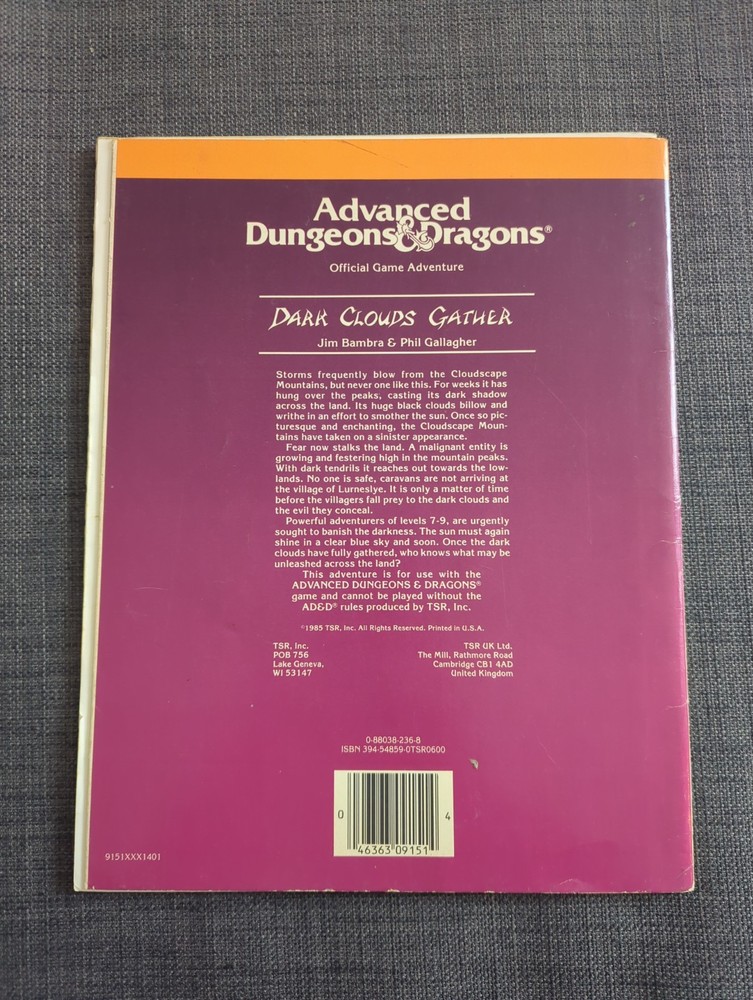 Advanced
Dungeons & Dragons®
Official Game Adventure
Dark Clouds Gather
Jim Bambra & Phil Gallagher
Storms frequently blow from the Cloudscape
Mountains, but never one like this. For weeks it has
hung over the peaks, casting its dark shadow
across the land. Its huge black clouds billow and
writhe in an effort to smother the sun. Once so pic-
turesque and enchanting, the Cloudscape Moun-
tains have taken on a sinister appearance.
Fear now stalks the land. A malignant entity is
growing and festering high in the mountain peaks.
With dark tendrils it reaches out towards the low-
lands. No one is safe, caravans are not arriving at
the village of Lurneslye. It is only a matter of time
before the villagers fall prey to the dark clouds and
the evil they conceal.
Powerful adventurers of levels 7-9, are urgently
sought to banish the darkness. The sun must again
shine in a clear blue sky and soon. Once the dark
clouds have fully gathered, who knows what may be
unleashed across the land?
This adventure is for use with the
ADVANCED DUNGEONS & DRAGONS®
game and cannot be played without the
AD&D® rules produced by TSR, Inc.
©1985 TSR, Inc. All Rights Reserved. Printed in U.S.A.
TSR, Inc.
POB 756
Lake Geneva,
WI 53147
TSR UK Ltd.
The Mill, Rathmore Road
Cambridge CB1 4AD
United Kingdom
0-88038-236-8
ISBN 394-54859-0TSR0600
0 46363 09151 4
9151XXX1401